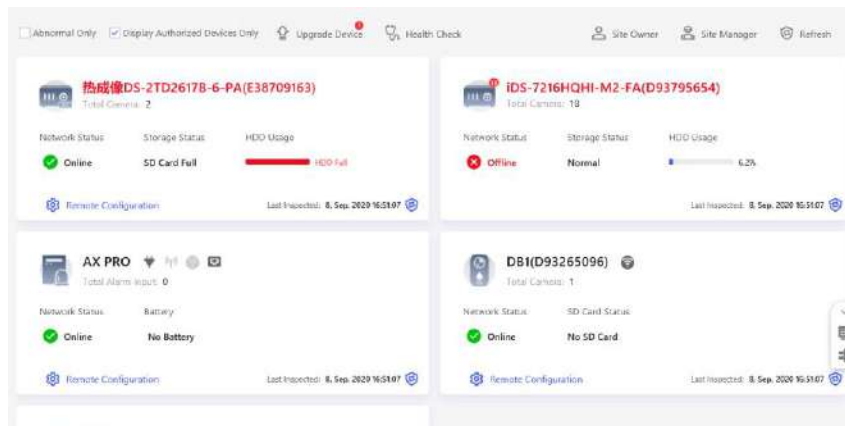 Abnormal Only Display Authorized Devices Only Upgrade Device Health Check Site Owner Site Manager Refresh
热成像DS-2TD2617B-6-PA(E38709163)
Total Camera: 2
Network Status Storage Status HDD Usage
Online SD Card Full HDD Full
Remote Configuration Last Inspected: 8, Sep. 2020 16:51:07
iDS-7216HQHI-M2-FA(D93795654)
Total Camera: 18
Network Status Storage Status HDD Usage
Offline Normal 6.2%
Last Inspected: 8, Sep. 2020 16:51:07
AX PRO
Total Alarm Input: 0
Network Status Battery
Online No Battery
Remote Configuration Last Inspected: 8, Sep. 2020 16:51:07
DB1(D93265096)
Total Camera: 1
Network Status SD Card Status
Online No SD Card
Remote Configuration Last Inspected: 8, Sep. 2020 16:51:07